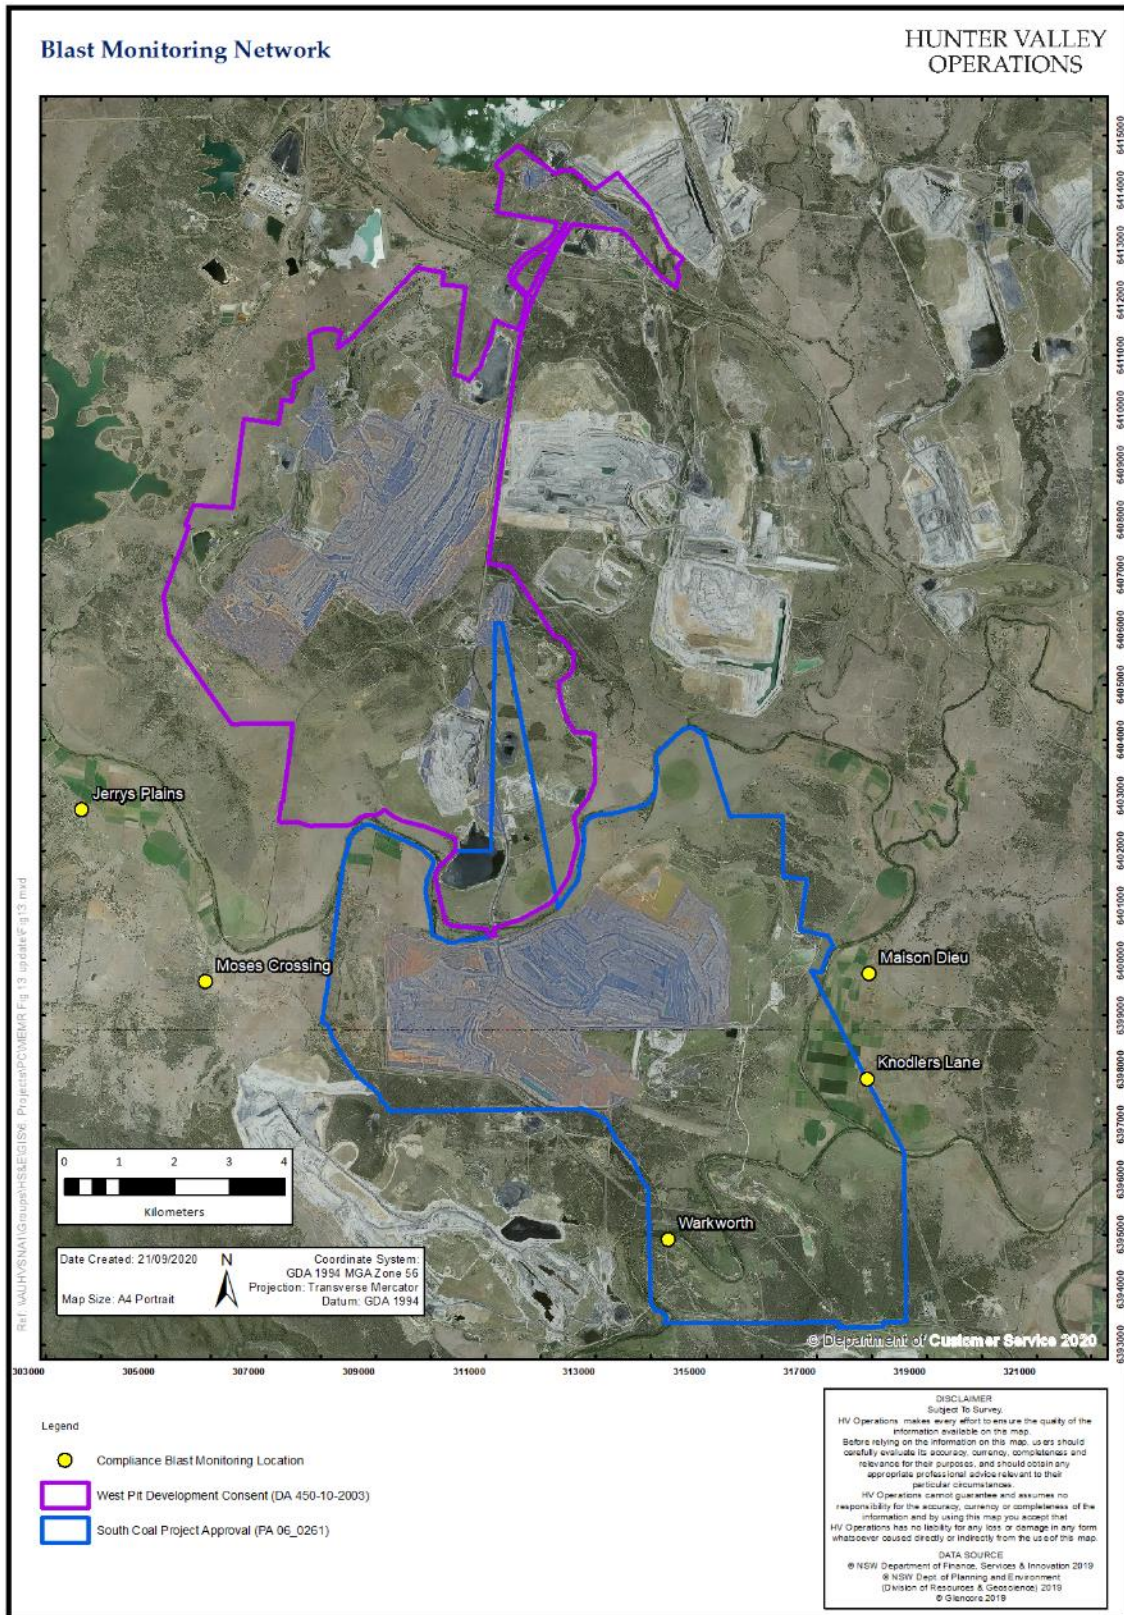 Blast Monitoring Network
HUNTER VALLEY
OPERATIONS
6415000
6414000
6413000
6412000
6411000
6410000
6409000
6408000
6407000
6406000
6405000
6404000
6403000
6402000
6401000
6400000
6399000
6398000
6397000
6396000
6395000
6394000
6393000
Jerrys Plains
Moses Crossing
Maison Dieu
Knodlers Lane
Warkworth
0 1 2 3 4
Kilometers
Date Created: 21/09/2020
Map Size: A4 Portrait
N
Coordinate System:
GDA 1994 MGA Zone 56
Projection: Transverse Mercator
Datum: GDA 1994
© Department of Customer Service 2020
303000 305000 307000 309000 311000 313000 315000 317000 319000 321000
Legend
Compliance Blast Monitoring Location
West Pit Development Consent (DA 450-10-2003)
South Coal Project Approval (PA 06_0261)
DISCLAIMER
Subject To Survey.
HV Operations makes every effort to ensure the quality of the
information available on this map.
Before relying on the information on this map, users should
carefully evaluate its accuracy, currency, completeness and
relevance for their purposes, and should obtain any
appropriate professional advice relevant to their
particular circumstances.
HV Operations cannot guarantee and assumes no
responsibility for the accuracy, currency or completeness of the
information and by using this map you accept that
HV Operations has no liability for any loss or damage in any form
whatsoever caused directly or indirectly from the use of this map.
DATA SOURCE
© NSW Department of Finance, Services & Innovation 2019
© NSW Dept. of Planning and Environment
(Division of Resources & Geoscience) 2019
© Glencore 2019